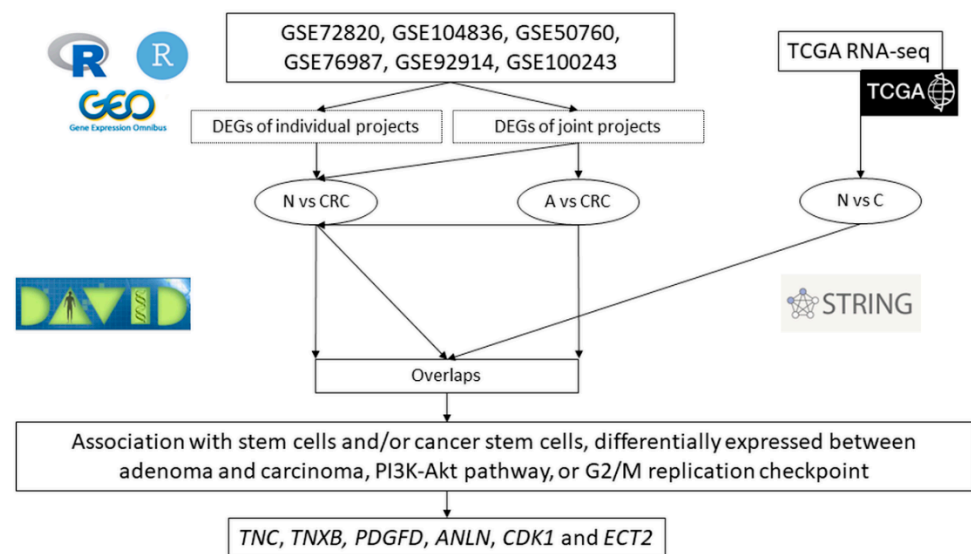 GSE72820, GSE104836, GSE50760,
GSE76987, GSE92914, GSE100243
TCGA RNA-seq
R
R
GEO
Gene Expression Omnibus
TCGA
DEGs of individual projects
DEGs of joint projects
N vs CRC
A vs CRC
N vs C
DAVID
STRING
Overlaps
Association with stem cells and/or cancer stem cells, differentially expressed between
adenoma and carcinoma, PI3K-Akt pathway, or G2/M replication checkpoint
TNC, TNXB, PDGFD, ANLN, CDK1 and ECT2